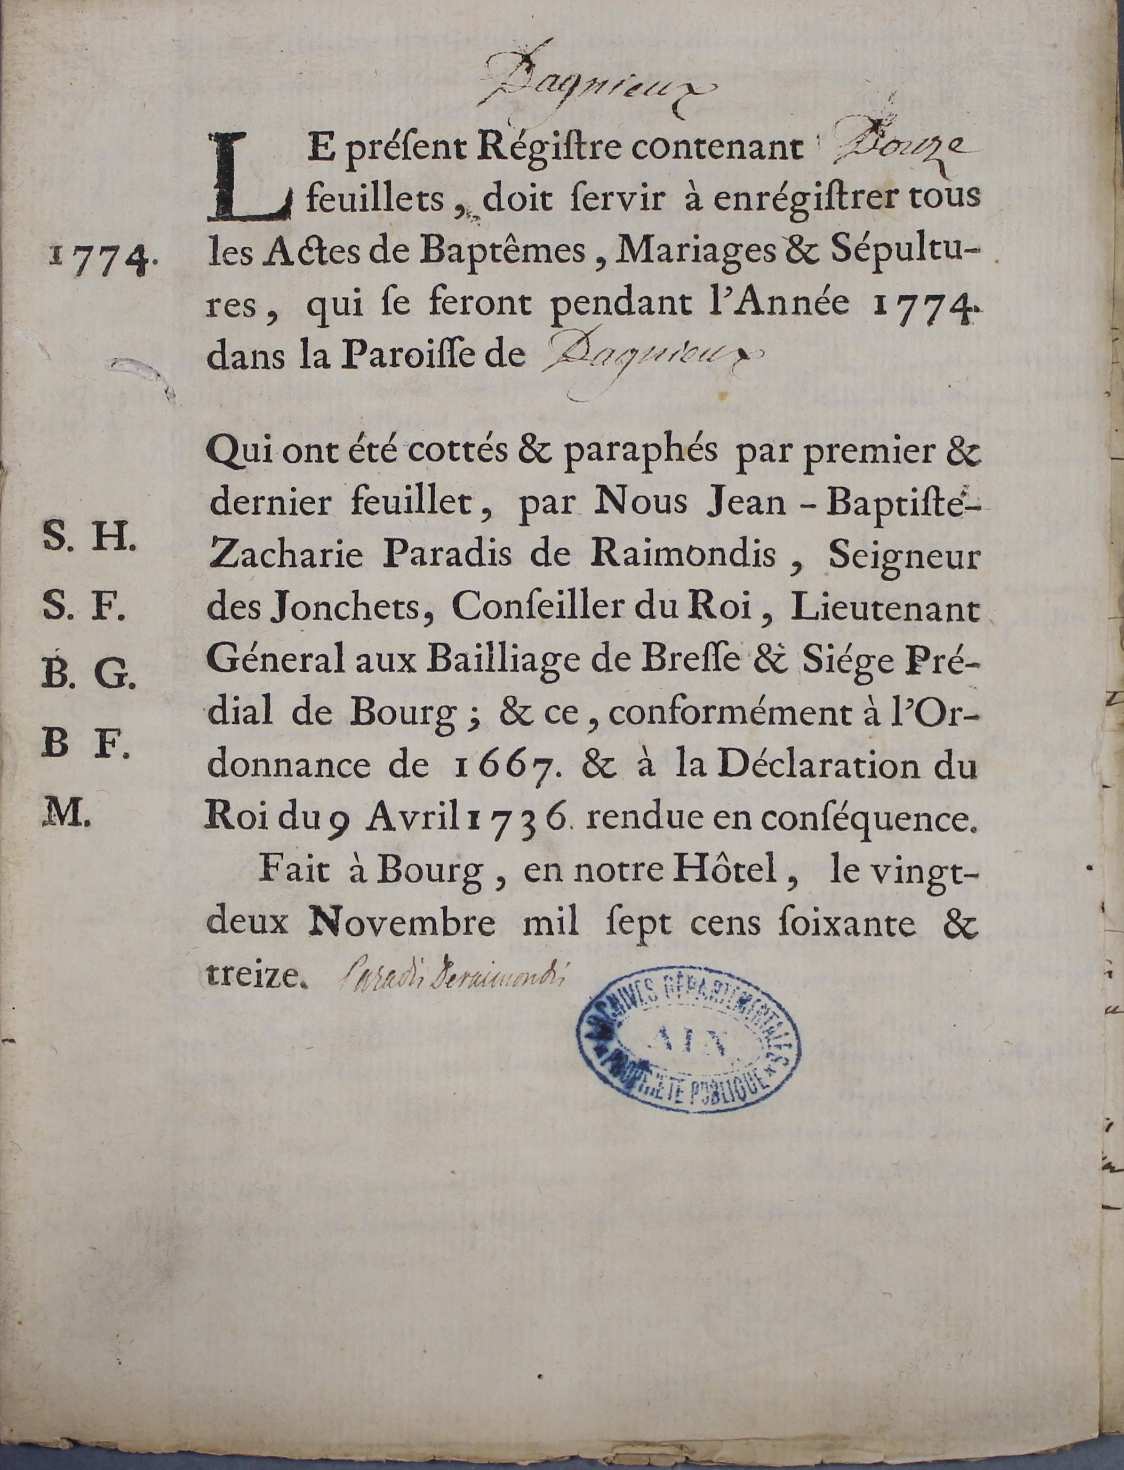 Dagnieux
LE préſent Régiſtre contenant Douze
feuillets, doit ſervir à enrégiſtrer tous
1774.
les Actes de Baptêmes, Mariages & Sépultu-
res, qui ſe feront pendant l'Année 1774.
dans la Paroiſſe de Dagnieux
Qui ont été cottés & paraphés par premier &
dernier feuillet, par Nous Jean-Baptiſte-
Zacharie Paradis de Raimondis, Seigneur
des Jonchets, Conſeiller du Roi, Lieutenant
Géneral aux Bailliage de Breſſe & Siége Pré-
dial de Bourg; & ce, conformément à l'Or-
donnance de 1667. & à la Déclaration du
Roi du 9 Avril 1736. rendue en conſéquence.
Fait à Bourg, en notre Hôtel, le vingt-
deux Novembre mil ſept cens ſoixante &
treize. Paradis Deraimondis
S. H.
S. F.
B. G.
B F.
M.
ARCHIVES DÉPARTEMENTALES
AIN
PROPRIÉTÉ PUBLIQUE